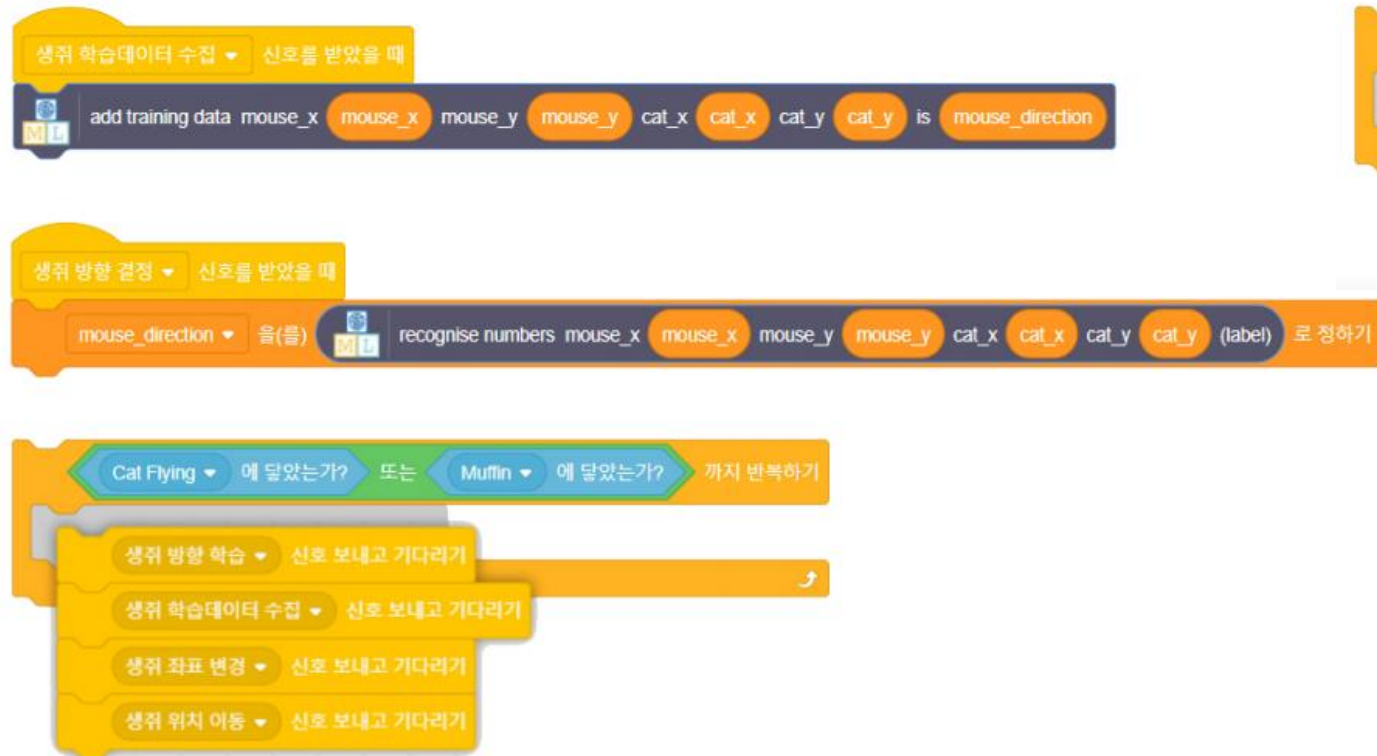 생쥐 학습데이터 수집 신호를 받았을 때
ML add training data mouse_x mouse_x mouse_y mouse_y cat_x cat_x cat_y cat_y is mouse_direction
생쥐 방향 결정 신호를 받았을 때
mouse_direction 을(를) ML recognise numbers mouse_x mouse_x mouse_y mouse_y cat_x cat_x cat_y cat_y (label) 로 정하기
Cat Flying 에 닿았는가? 또는 Muffin 에 닿았는가? 까지 반복하기
생쥐 방향 학습 신호 보내고 기다리기
생쥐 학습데이터 수집 신호 보내고 기다리기
생쥐 좌표 변경 신호 보내고 기다리기
생쥐 위치 이동 신호 보내고 기다리기